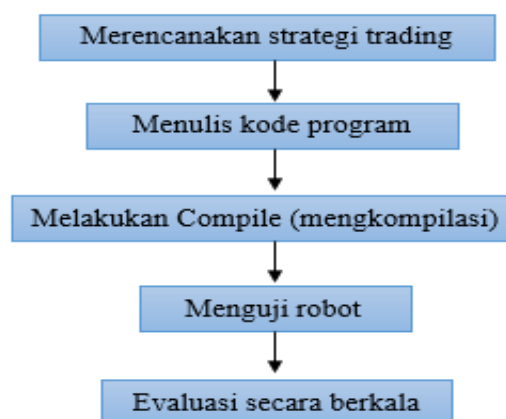 Merencanakan strategi trading
Menulis kode program
Melakukan Compile (mengkompilasi)
Menguji robot
Evaluasi secara berkala